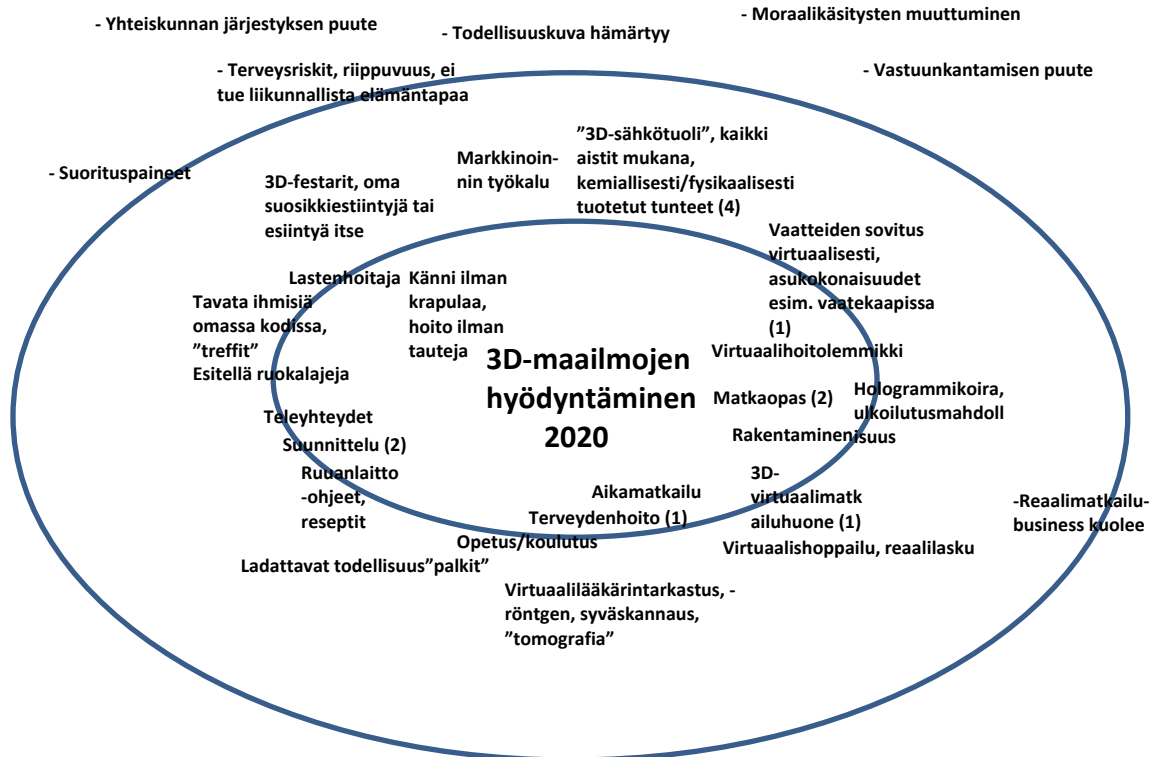 - Yhteiskunnan järjestyksen puute
- Todellisuuskuva hämärtyy
- Moraalikäsitysten muuttuminen
- Terveysriskit, riippuvuus, ei
tue liikunnallista elämäntapaa
- Vastuunkantamisen puute
- Suorituspaineet
3D-festarit, oma
suosikkiestiintyjä tai
esiintyä itse
Markkinoin-
nin työkalu
”3D-sähkötuoli”, kaikki
aistit mukana,
kemiallisesti/fysikaalisesti
tuotetut tunteet (4)
Vaatteiden sovitus
virtuaalisesti,
asukokonaisuudet
esim. vaatekaapissa
(1)
Lastenhoitaja
Känni ilman
krapulaa,
hoito ilman
tauteja
Tavata ihmisiä
omassa kodissa,
”treffit”
Esitellä ruokalajeja
3D-maailmojen
hyödyntäminen
2020
Virtuaalihoitolemmikki
Matkaopas (2)
Hologrammikoira,
ulkoilutusmahdoll
isuus
Rakentaminen
Teleyhteydet
Suunnittelu (2)
Ruuanlaitto
-ohjeet,
reseptit
Aikamatkailu
Terveydenhoito (1)
3D-
virtuaalimatk
ailuhuone (1)
-Reaalimatkailu-
business kuolee
Opetus/koulutus
Virtuaalishoppailu, reaalilasku
Ladattavat todellisuus”palkit”
Virtuaalilääkärintarkastus, -
röntgen, syväskannaus,
”tomografia”